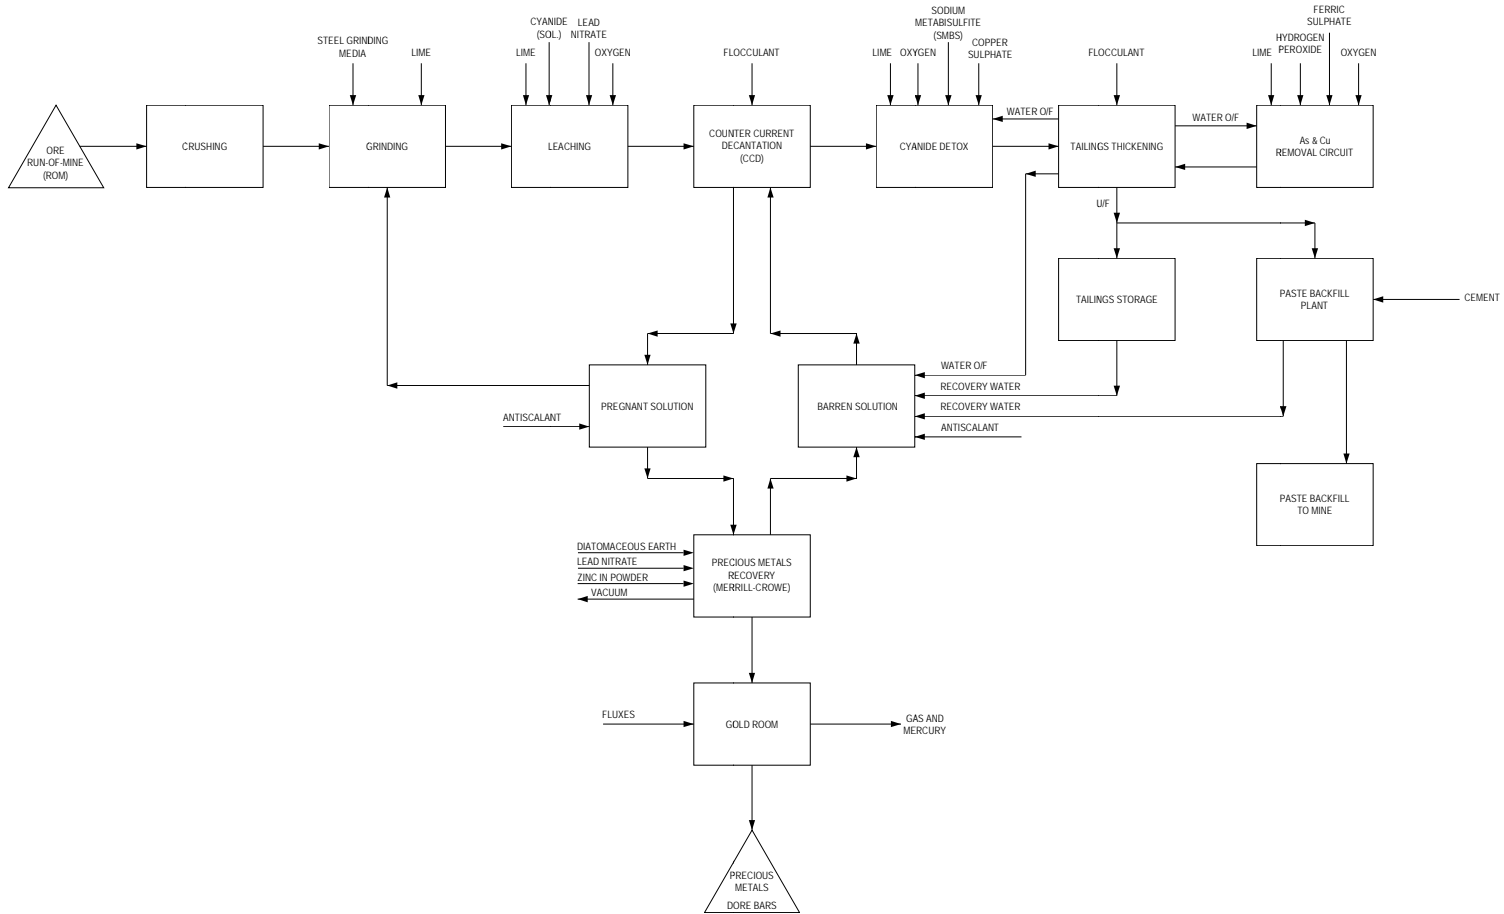 FERRIC
SULPHATE
SODIUM
METABISULFITE
(SMBS)
CYANIDE
(SOL.)
LEAD
NITRATE
STEEL GRINDING
MEDIA
LIME
LIME
OXYGEN
FLOCCULANT
LIME
OXYGEN
COPPER
SULPHATE
FLOCCULANT
LIME
HYDROGEN
PEROXIDE
OXYGEN
ORE
RUN-OF-MINE
(ROM)
CRUSHING
GRINDING
LEACHING
COUNTER CURRENT
DECANTATION
(CCD)
CYANIDE DETOX
WATER O/F
TAILINGS THICKENING
WATER O/F
As & Cu
REMOVAL CIRCUIT
U/F
TAILINGS STORAGE
PASTE BACKFILL
PLANT
CEMENT
PREGNANT SOLUTION
ANTISCALANT
BARREN SOLUTION
WATER O/F
RECOVERY WATER
RECOVERY WATER
ANTISCALANT
PASTE BACKFILL
TO MINE
DIATOMACEOUS EARTH
LEAD NITRATE
ZINC IN POWDER
VACUUM
PRECIOUS METALS
RECOVERY
(MERRILL-CROWE)
FLUXES
GOLD ROOM
GAS AND
MERCURY
PRECIOUS
METALS
DORE BARS